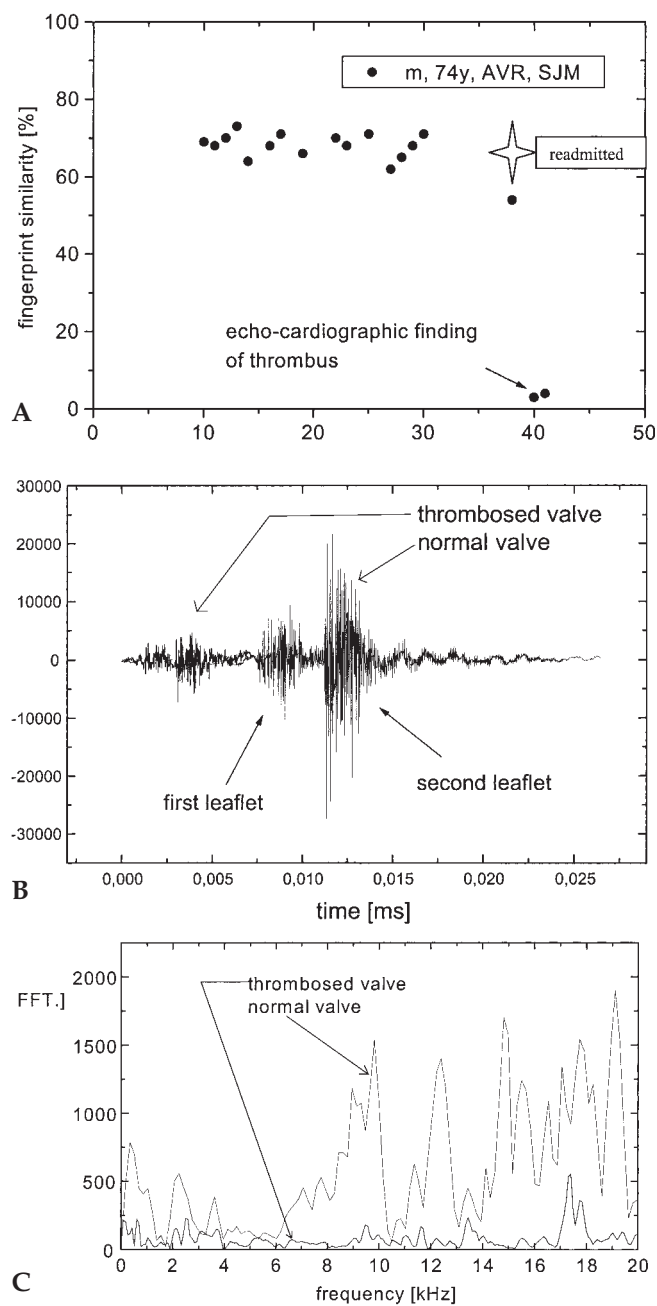 100
80
60
40
20
0
fingerprint similarity [%]
m, 74y, AVR, SJM
readmitted
echo-cardiographic finding
of thrombus
A
0 10 20 30 40 50
30000
20000
10000
0
-10000
-20000
-30000
thrombosed valve
normal valve
first leaflet
second leaflet
B
0,000 0,005 0,010 0,015 0,020 0,025
time [ms]
FFT.]
2000
1500
1000
500
0
thrombosed valve
normal valve
C
0 2 4 6 8 10 12 14 16 18 20
frequency [kHz]